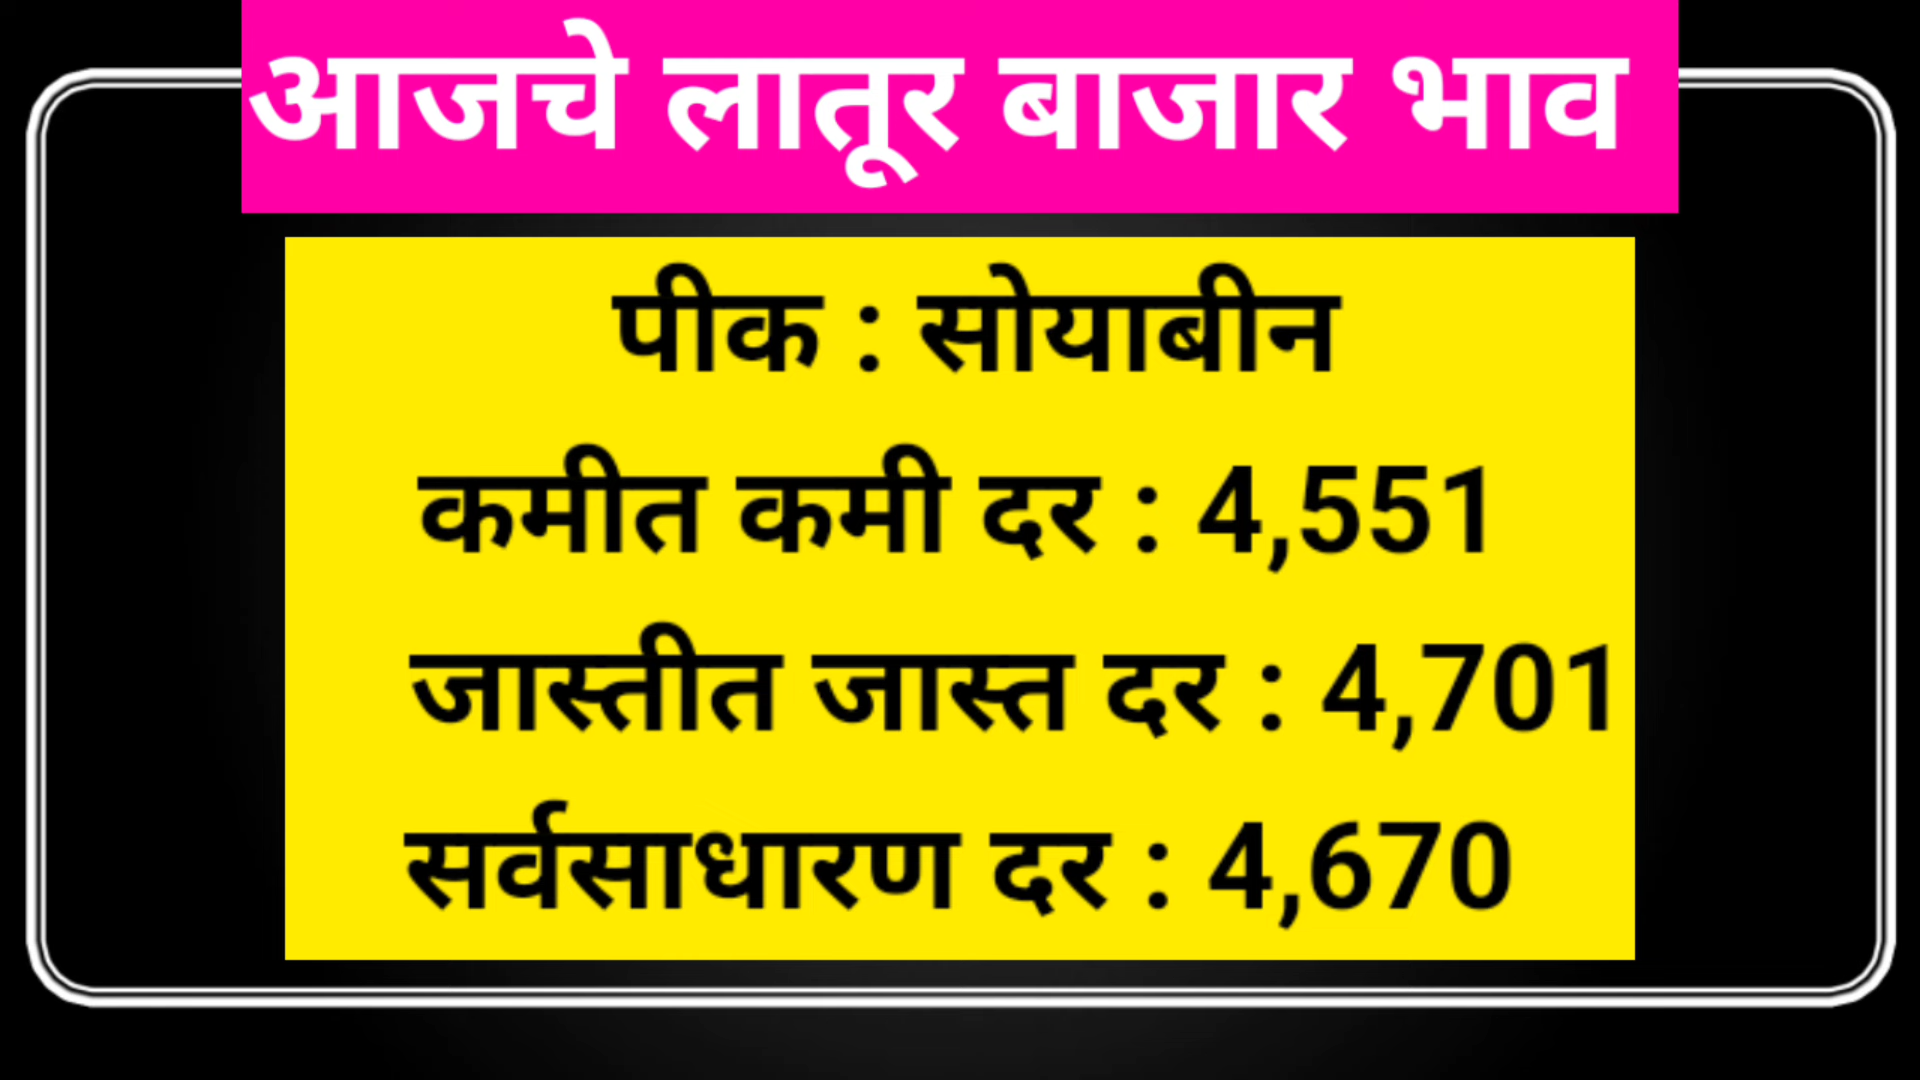 आजचे लातूर बाजार भाव
पीक : सोयाबीन
कमीत कमी दर : 4,551
जास्तीत जास्त दर : 4,701
सर्वसाधारण दर : 4,670